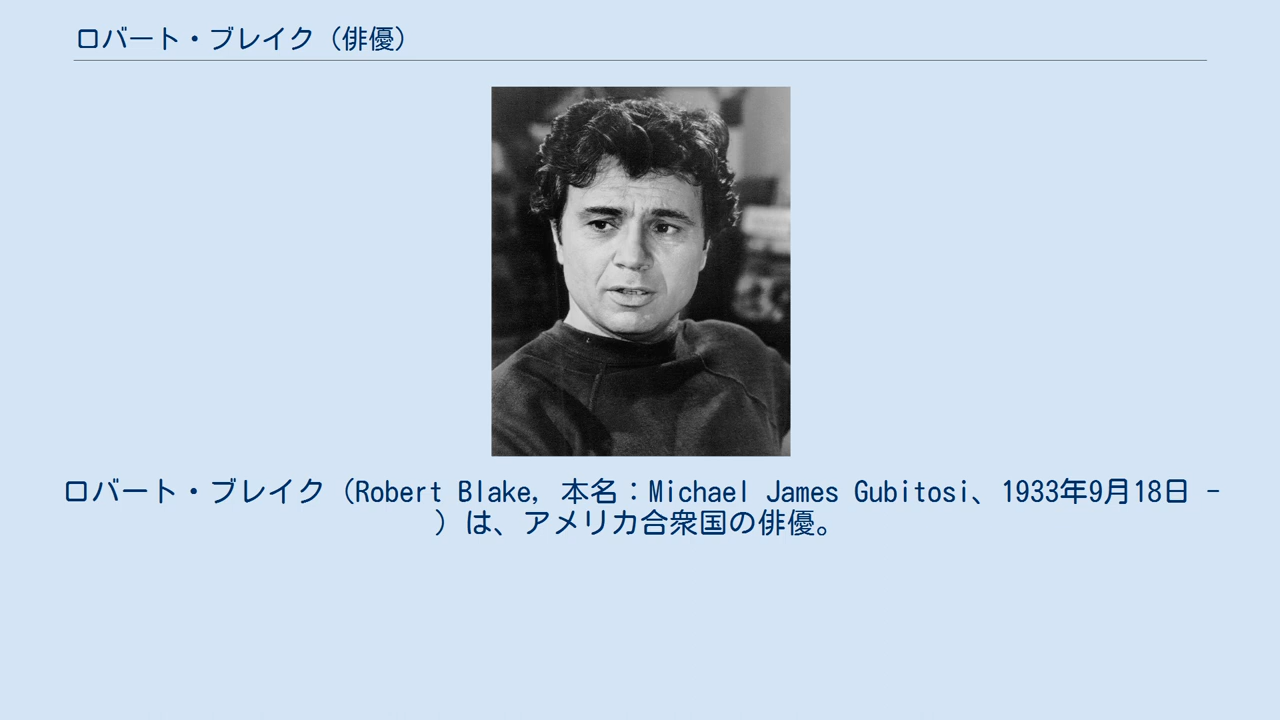 ロバート・ブレイク（俳優）
ロバート・ブレイク（Robert Blake, 本名：Michael James Gubitosi、1933年9月18日 -
）は、アメリカ合衆国の俳優。